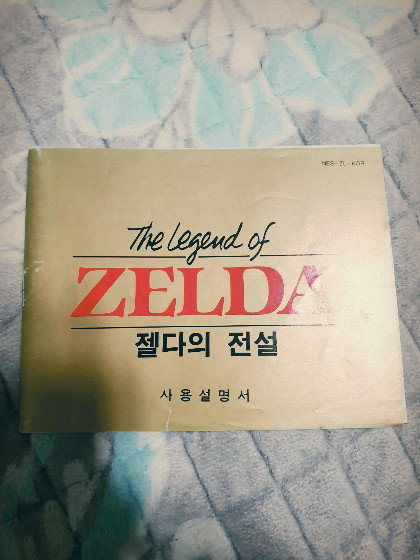 NES-ZL-KOR
The Legend of
ZELDA
젤다의 전설
사용설명서